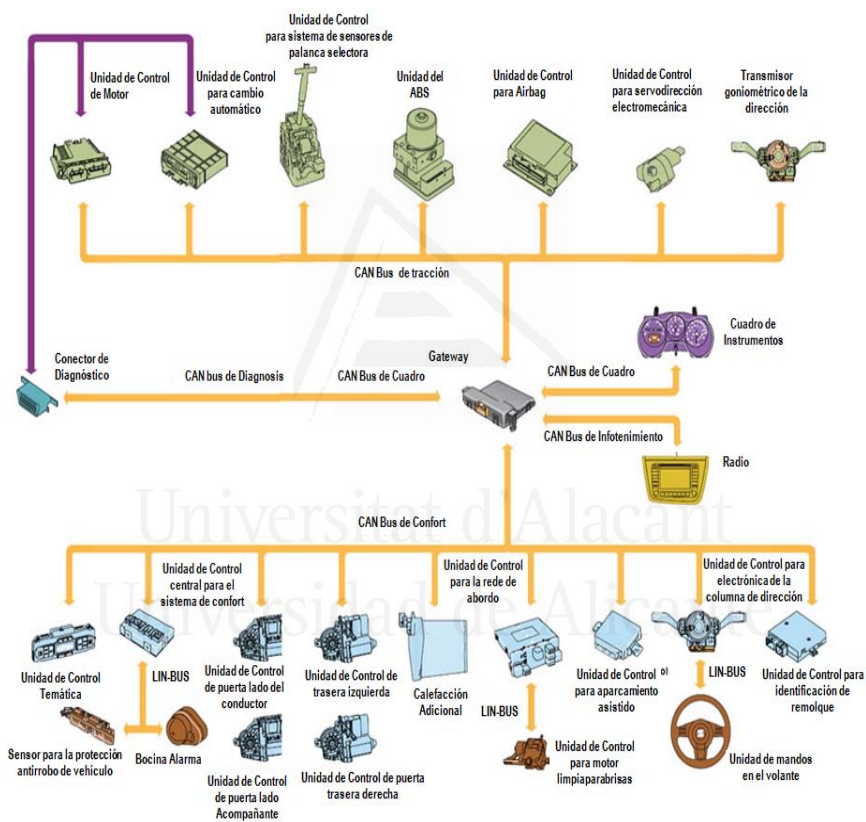 Unidad de Control
para sistema de sensores de
palanca selectora
Unidad de Control
de Motor
Unidad de Control
para cambio
automático
Unidad del
ABS
Unidad de Control
para Airbag
Unidad de Control
para servodirección
electromecánica
Transmisor
goniométrico de la
dirección
CAN Bus de tracción
Gateway
Cuadro de
Instrumentos
Conector de
Diagnóstico
CAN bus de Diagnosis
CAN Bus de Cuadro
CAN Bus de Cuadro
CAN Bus de Infotenimiento
Radio
Universitat d'Alacant
Universidad de Alicante
CAN Bus de Confort
Unidad de Control
central para el
sistema de confort
Unidad de Control
para la rede de
abordo
Unidad de Control para
electrónica de la
columna de dirección
Unidad de Control
Temática
LIN-BUS
Unidad de Control
de puerta lado del
conductor
Unidad de Control de
trasera izquierda
Calefacción
Adicional
LIN-BUS
Unidad de Control
para aparcamiento
asistido
LIN-BUS
Unidad de Control para
identificación de
remolque
Sensor para la protección
antirrobo de vehículo
Bocina Alarma
Unidad de Control
de puerta lado
Acompañante
Unidad de Control de puerta
trasera derecha
Unidad de Control
para motor
limpiaparabrisas
Unidad de mandos
en el volante